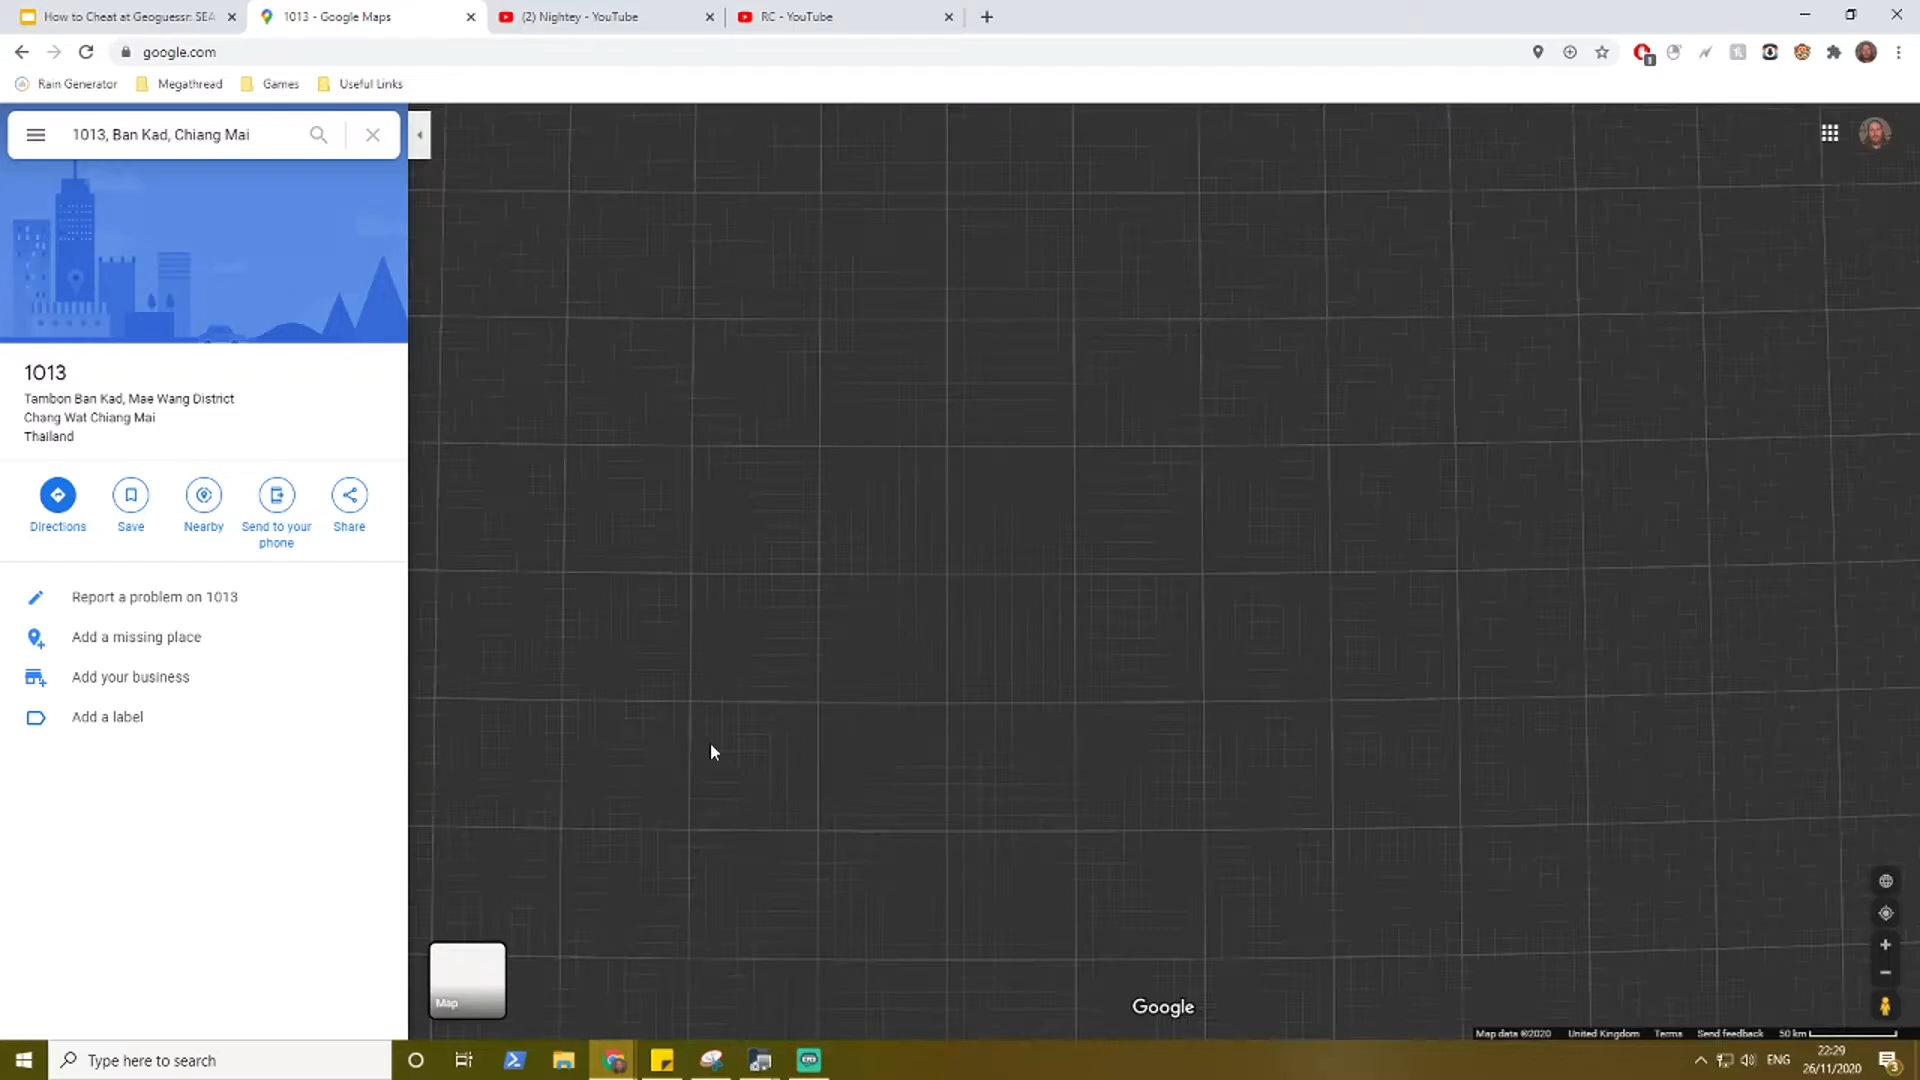 How to Cheat at Geoguessr: SEA
1013 - Google Maps
(2) Nightey - YouTube
RC - YouTube
google.com
Rain Generator
Megathread
Games
Useful Links
1013, Ban Kad, Chiang Mai
1013
Tambon Ban Kad, Mae Wang District
Chang Wat Chiang Mai
Thailand
Directions
Save
Nearby
Send to your
phone
Share
Report a problem on 1013
Add a missing place
Add your business
Add a label
Map
Google
Map data ©2020 United Kingdom Terms Send feedback 50 km
Type here to search
ENG
22:29
26/11/2020
3